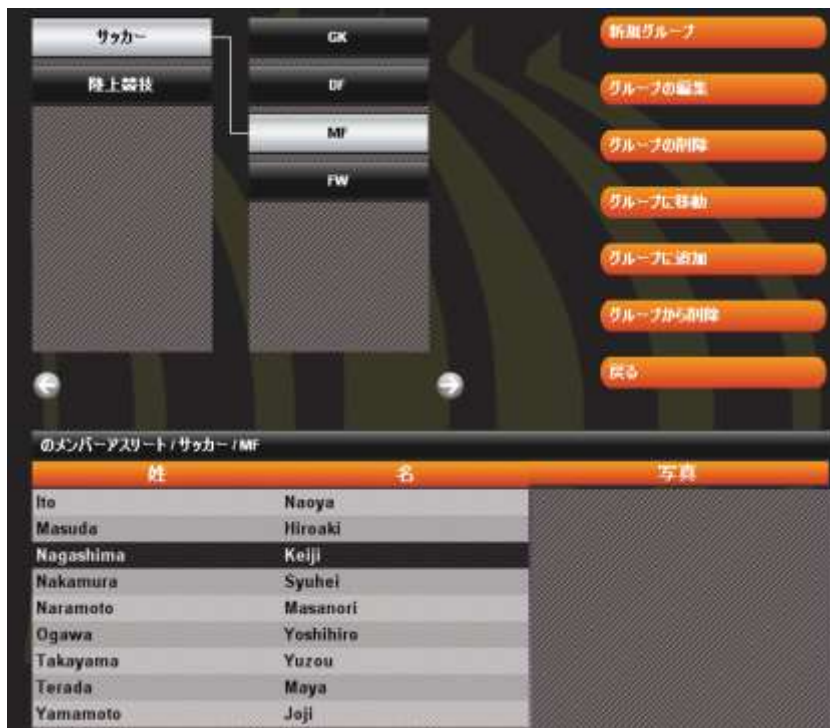 サッカー
陸上競技
GK
DF
MF
FW
新規グループ
グループの編集
グループの削除
グループに移動
グループに追加
グループから削除
戻る
のメンバーアスリート / サッカー / MF
姓 名 写真
Ito Naoya
Masuda Hiroaki
Nagashima Keiji
Nakamura Syuhei
Naramoto Masanori
Ogawa Yoshihiro
Takayama Yuzou
Terada Maya
Yamamoto Joji